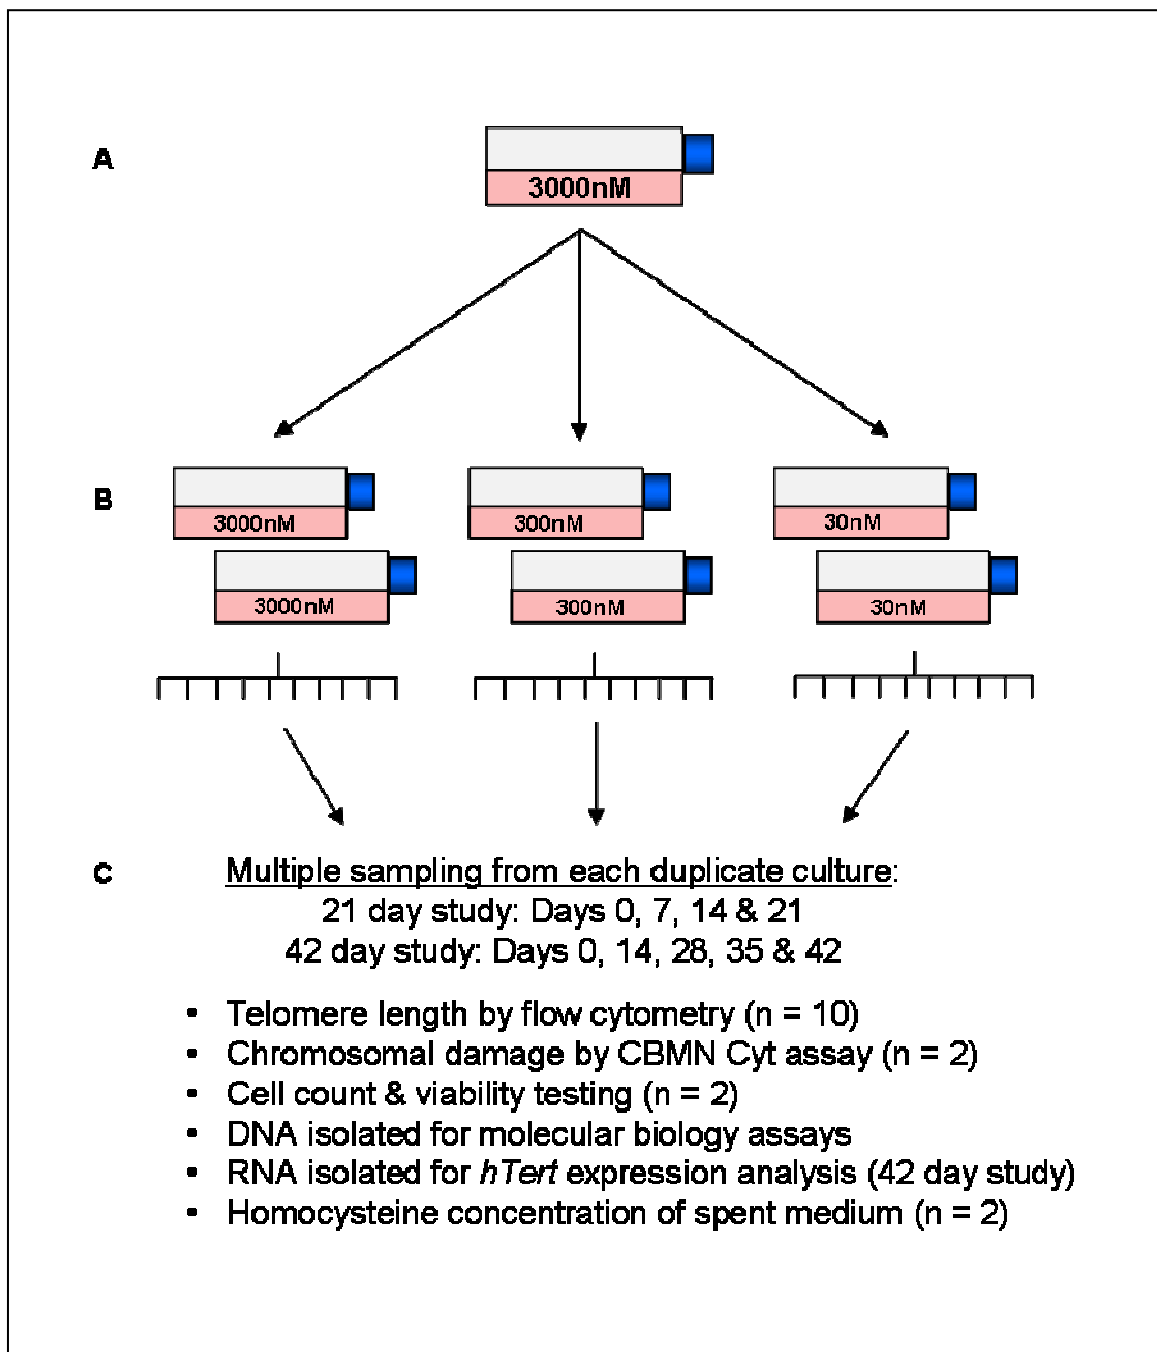 A
3000nM
B
3000nM
300nM
30nM
3000nM
300nM
30nM
C
Multiple sampling from each duplicate culture:
21 day study: Days 0, 7, 14 & 21
42 day study: Days 0, 14, 28, 35 & 42
• Telomere length by flow cytometry (n = 10)
• Chromosomal damage by CBMN Cyt assay (n = 2)
• Cell count & viability testing (n = 2)
• DNA isolated for molecular biology assays
• RNA isolated for hTert expression analysis (42 day study)
• Homocysteine concentration of spent medium (n = 2)